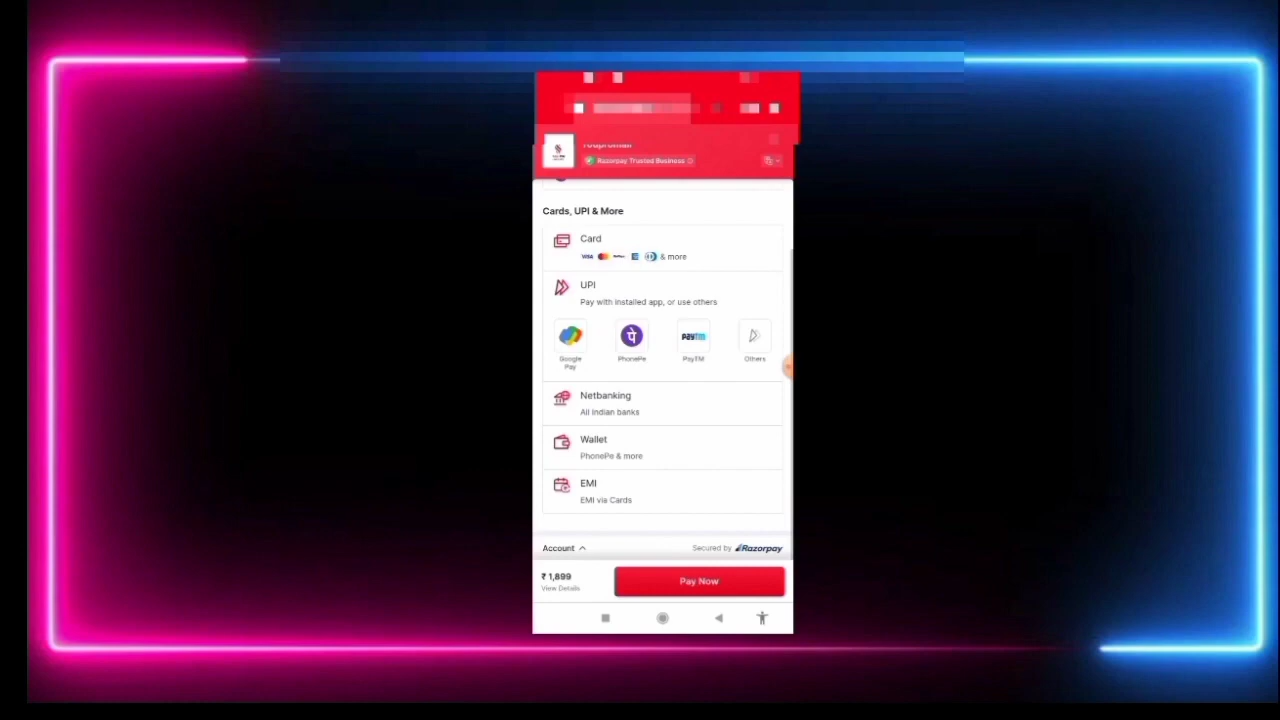 Razorpay Trusted Business
Cards, UPI & More
Card
VISA & more
UPI
Pay with installed app, or use others
पे
PayTM
Google Pay
PhonePe
PayTM
Others
Netbanking
All Indian banks
Wallet
PhonePe & more
EMI
EMI via Cards
Account
Secured by Razorpay
₹ 1,899
View Details
Pay Now